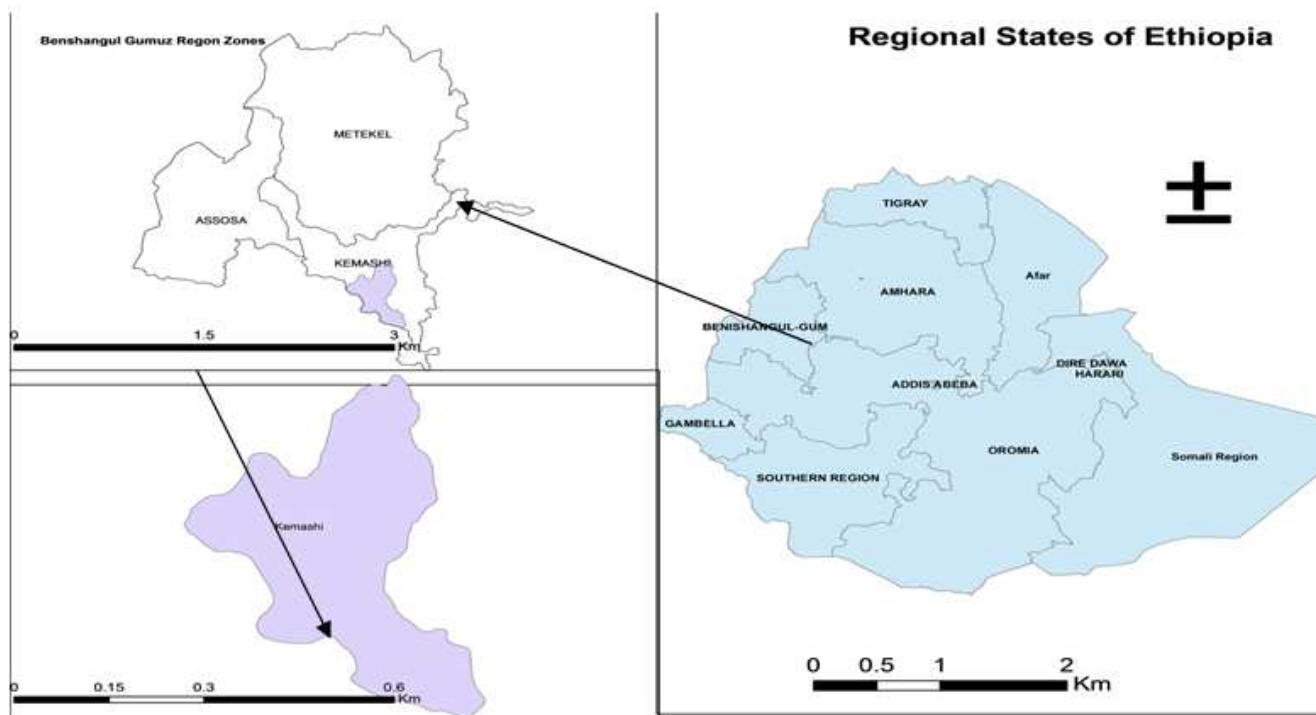 Benshangul Gumuz Regon Zones
METEKEL
ASSOSA
KEMASHI
0 1.5 3
Km
Kemashi
0 0.15 0.3 0.6
Km
Regional States of Ethiopia
TIGRAY
Afar
AMHARA
BENISHANGUL-GUM
DIRE DAWA
HARARI
ADDIS ABEBA
GAMBELLA
OROMIA
Somali Region
SOUTHERN REGION
0 0.5 1 2
Km